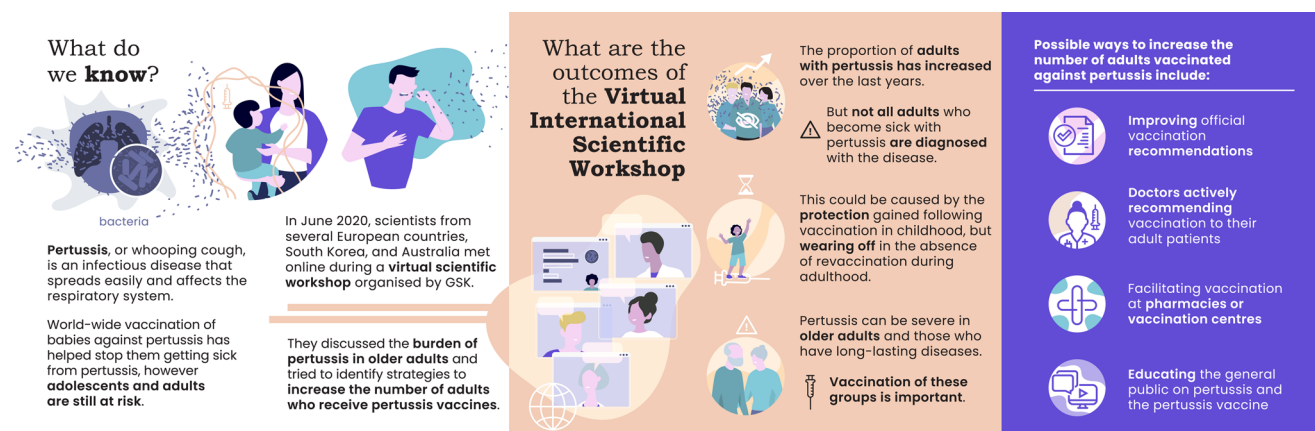 What do
we know?
bacteria
Pertussis, or whooping cough,
is an infectious disease that
spreads easily and affects the
respiratory system.
World-wide vaccination of
babies against pertussis has
helped stop them getting sick
from pertussis, however
adolescents and adults
are still at risk.
In June 2020, scientists from
several European countries,
South Korea, and Australia met
online during a virtual scientific
workshop organised by GSK.
They discussed the burden of
pertussis in older adults and
tried to identify strategies to
increase the number of adults
who receive pertussis vaccines.
What are the
outcomes of
the Virtual
International
Scientific
Workshop
The proportion of adults
with pertussis has increased
over the last years.
But not all adults who
become sick with
pertussis are diagnosed
with the disease.
This could be caused by the
protection gained following
vaccination in childhood, but
wearing off in the absence
of revaccination during
adulthood.
Pertussis can be severe in
older adults and those who
have long-lasting diseases.
Vaccination of these
groups is important.
Possible ways to increase the
number of adults vaccinated
against pertussis include:
Improving official
vaccination
recommendations
Doctors actively
recommending
vaccination to their
adult patients
Facilitating vaccination
at pharmacies or
vaccination centres
Educating the general
public on pertussis and
the pertussis vaccine